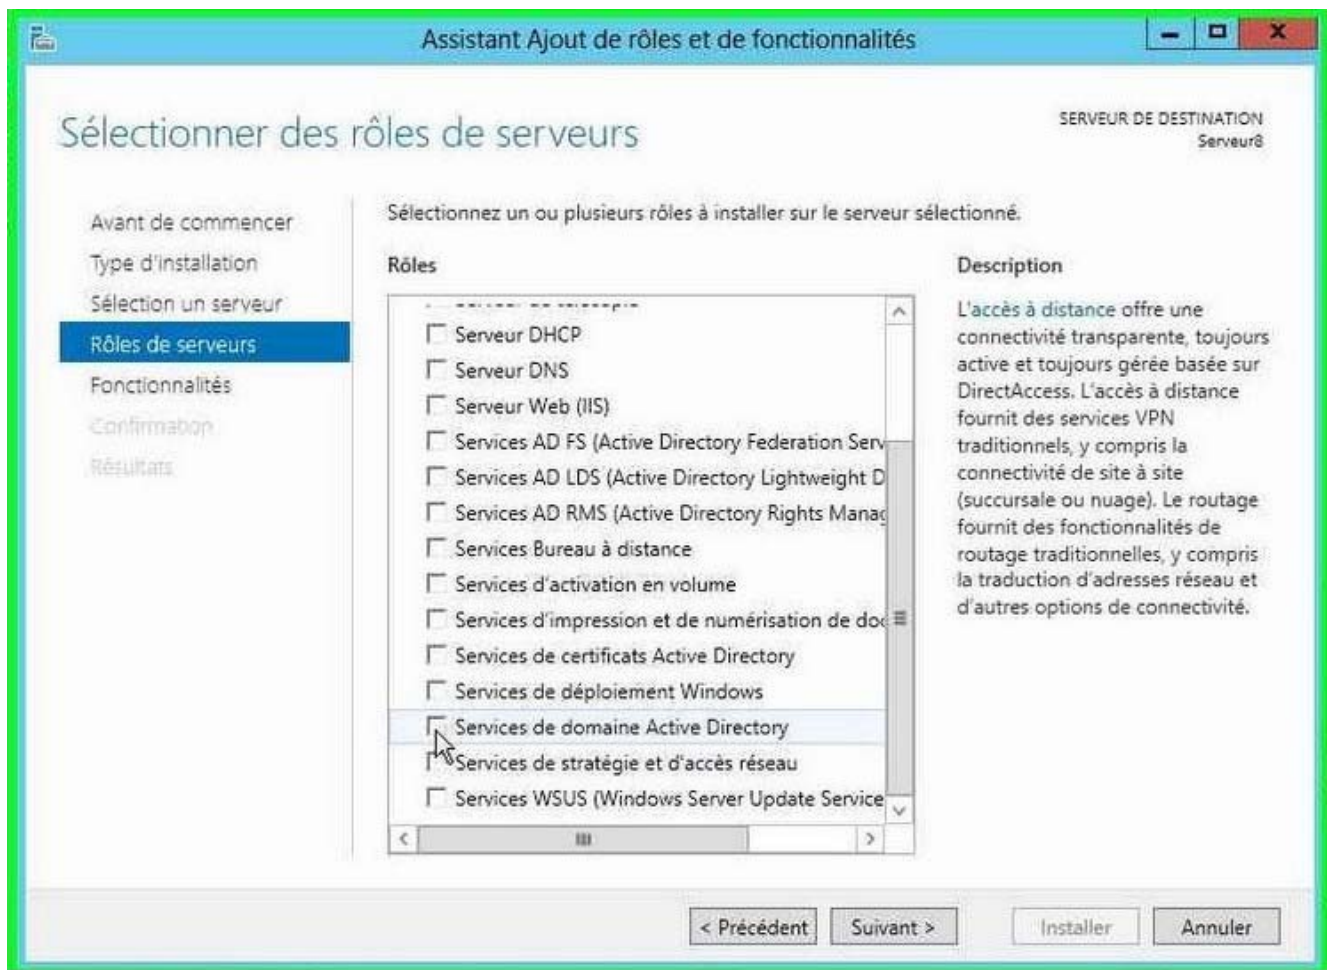 Assistant Ajout de rôles et de fonctionnalités
Sélectionner des rôles de serveurs
SERVEUR DE DESTINATION
Serveur8
Avant de commencer
Type d'installation
Sélection un serveur
Rôles de serveurs
Fonctionnalités
Confirmation
Résultats
Sélectionnez un ou plusieurs rôles à installer sur le serveur sélectionné.
Rôles
Serveur de télécopie
Serveur DHCP
Serveur DNS
Serveur Web (IIS)
Services AD FS (Active Directory Federation Serv
Services AD LDS (Active Directory Lightweight D
Services AD RMS (Active Directory Rights Manag
Services Bureau à distance
Services d'activation en volume
Services d'impression et de numérisation de doc
Services de certificats Active Directory
Services de déploiement Windows
Services de domaine Active Directory
Services de stratégie et d'accès réseau
Services WSUS (Windows Server Update Service
Description
L'accès à distance offre une
connectivité transparente, toujours
active et toujours gérée basée sur
DirectAccess. L'accès à distance
fournit des services VPN
traditionnels, y compris la
connectivité de site à site
(succursale ou nuage). Le routage
fournit des fonctionnalités de
routage traditionnelles, y compris
la traduction d'adresses réseau et
d'autres options de connectivité.
< Précédent
Suivant >
Installer
Annuler